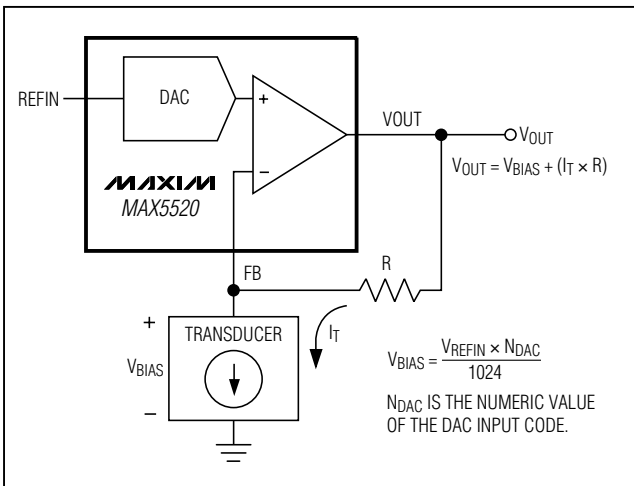 REFIN
DAC
+
−
MAXIM
MAX5520
VOUT
V_OUT
V_OUT = V_BIAS + (I_T × R)
FB
R
+
TRANSDUCER
V_BIAS
−
I_T
V_BIAS = V_REFIN × N_DAC
1024
N_DAC IS THE NUMERIC VALUE
OF THE DAC INPUT CODE.